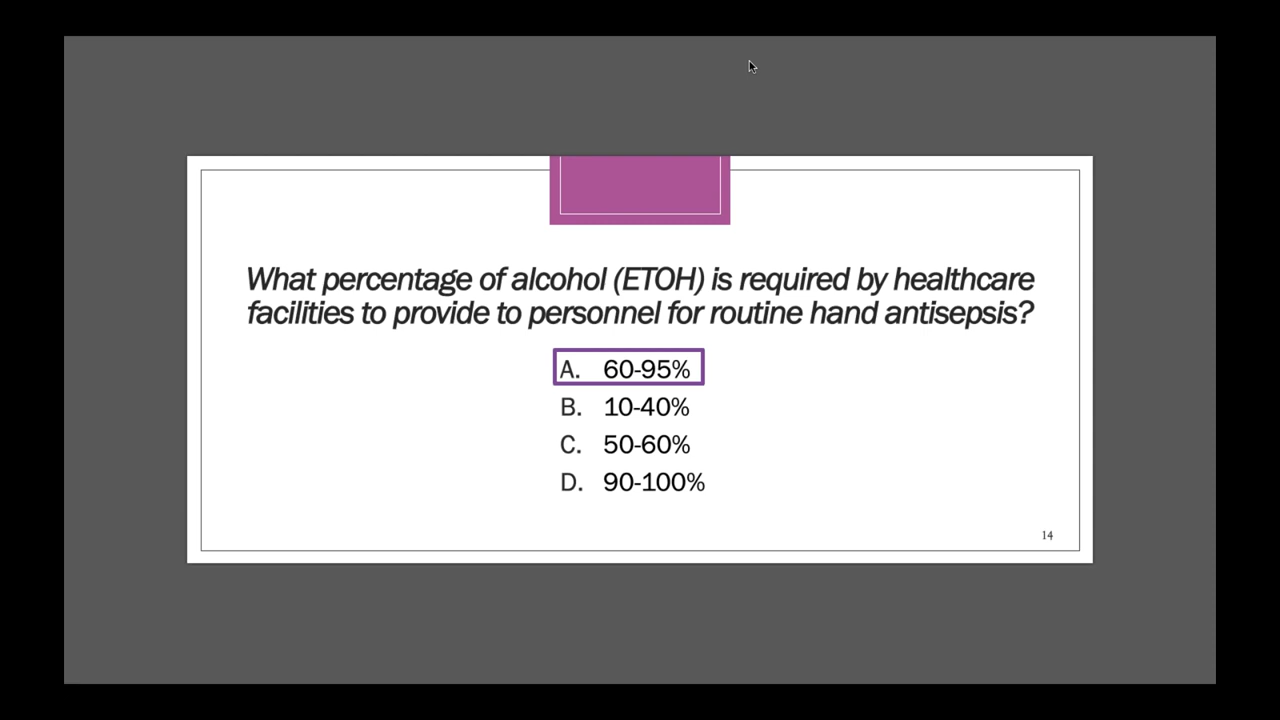 What percentage of alcohol (ETOH) is required by healthcare
facilities to provide to personnel for routine hand antisepsis?
A. 60-95%
B. 10-40%
C. 50-60%
D. 90-100%
14